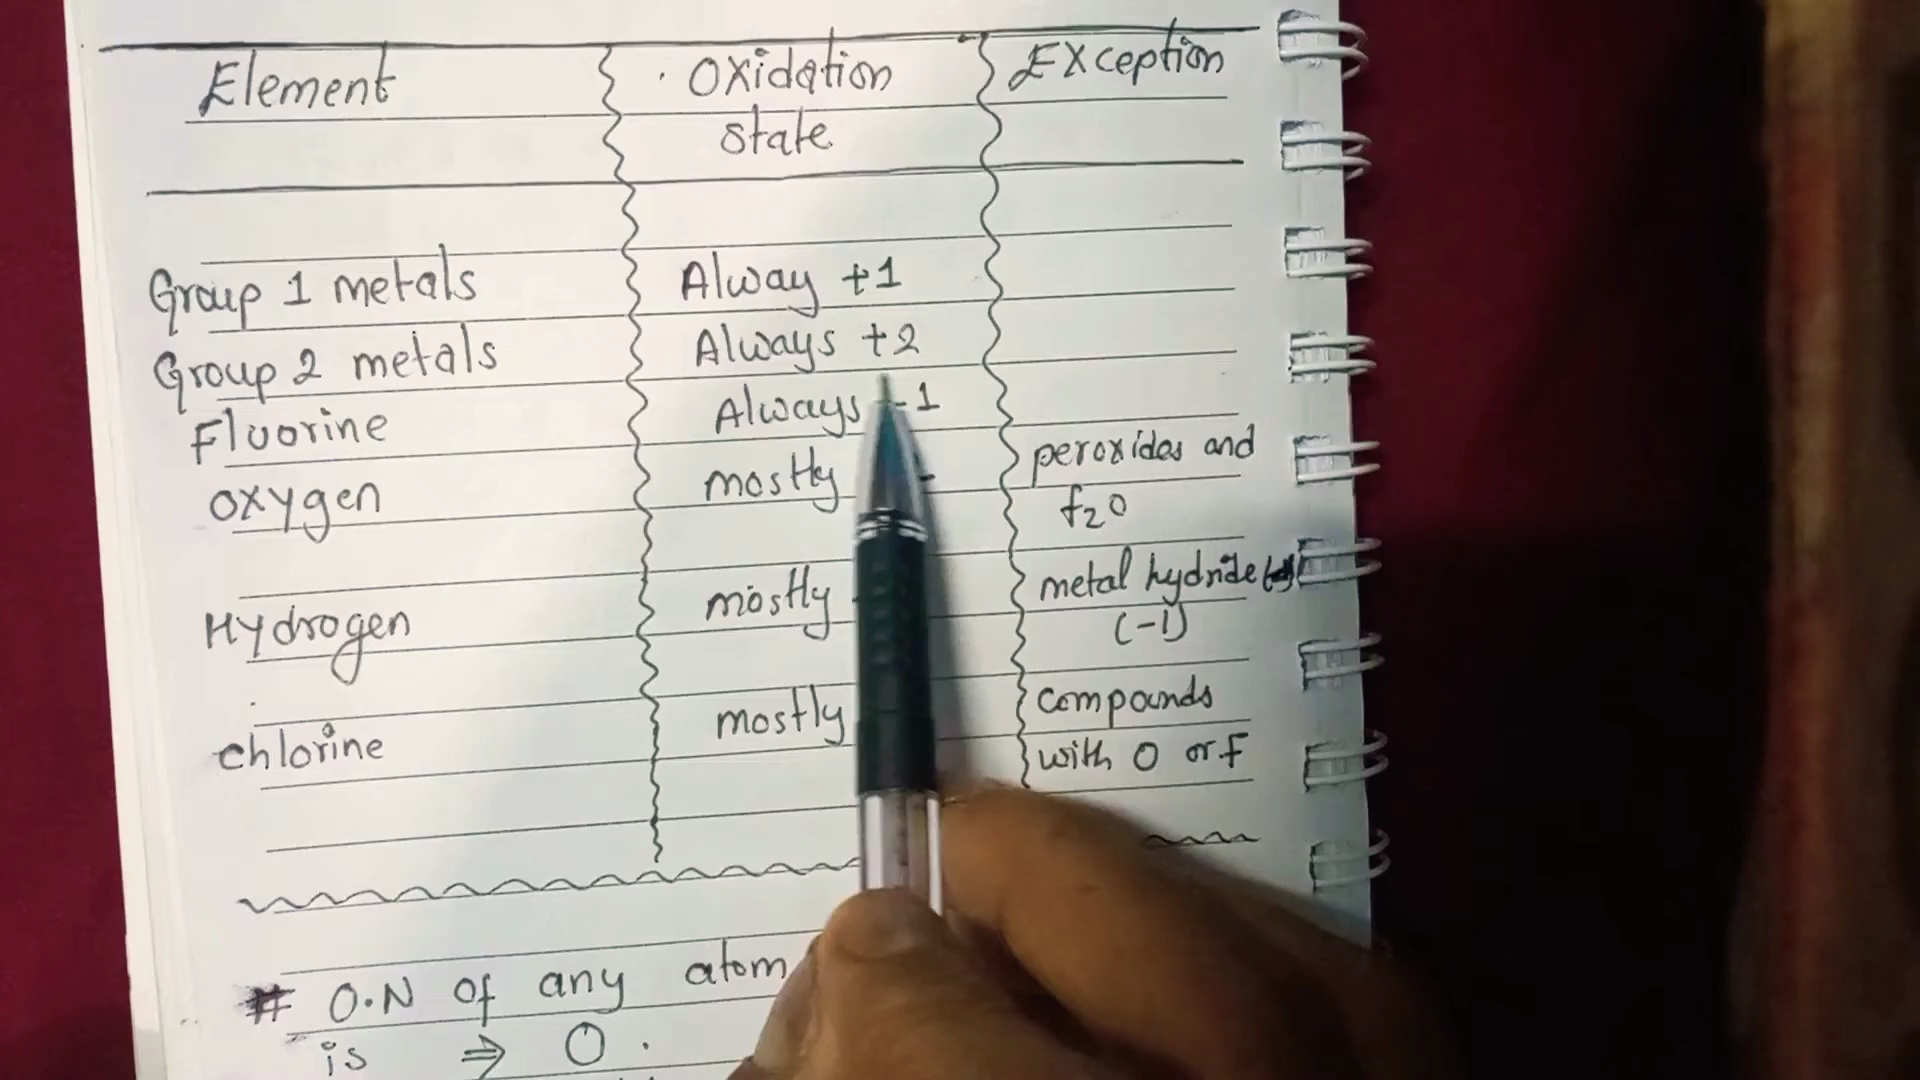 Element Oxidation Exception
state
Group 1 metals Alway +1
Group 2 metals Always +2
Fluorine Always -1
oxygen mostly peroxides and
f2O
Hydrogen mostly metal hydride
(-1)
chlorine mostly compounds
with O or F
# O.N of any atom
is ⇒ O.